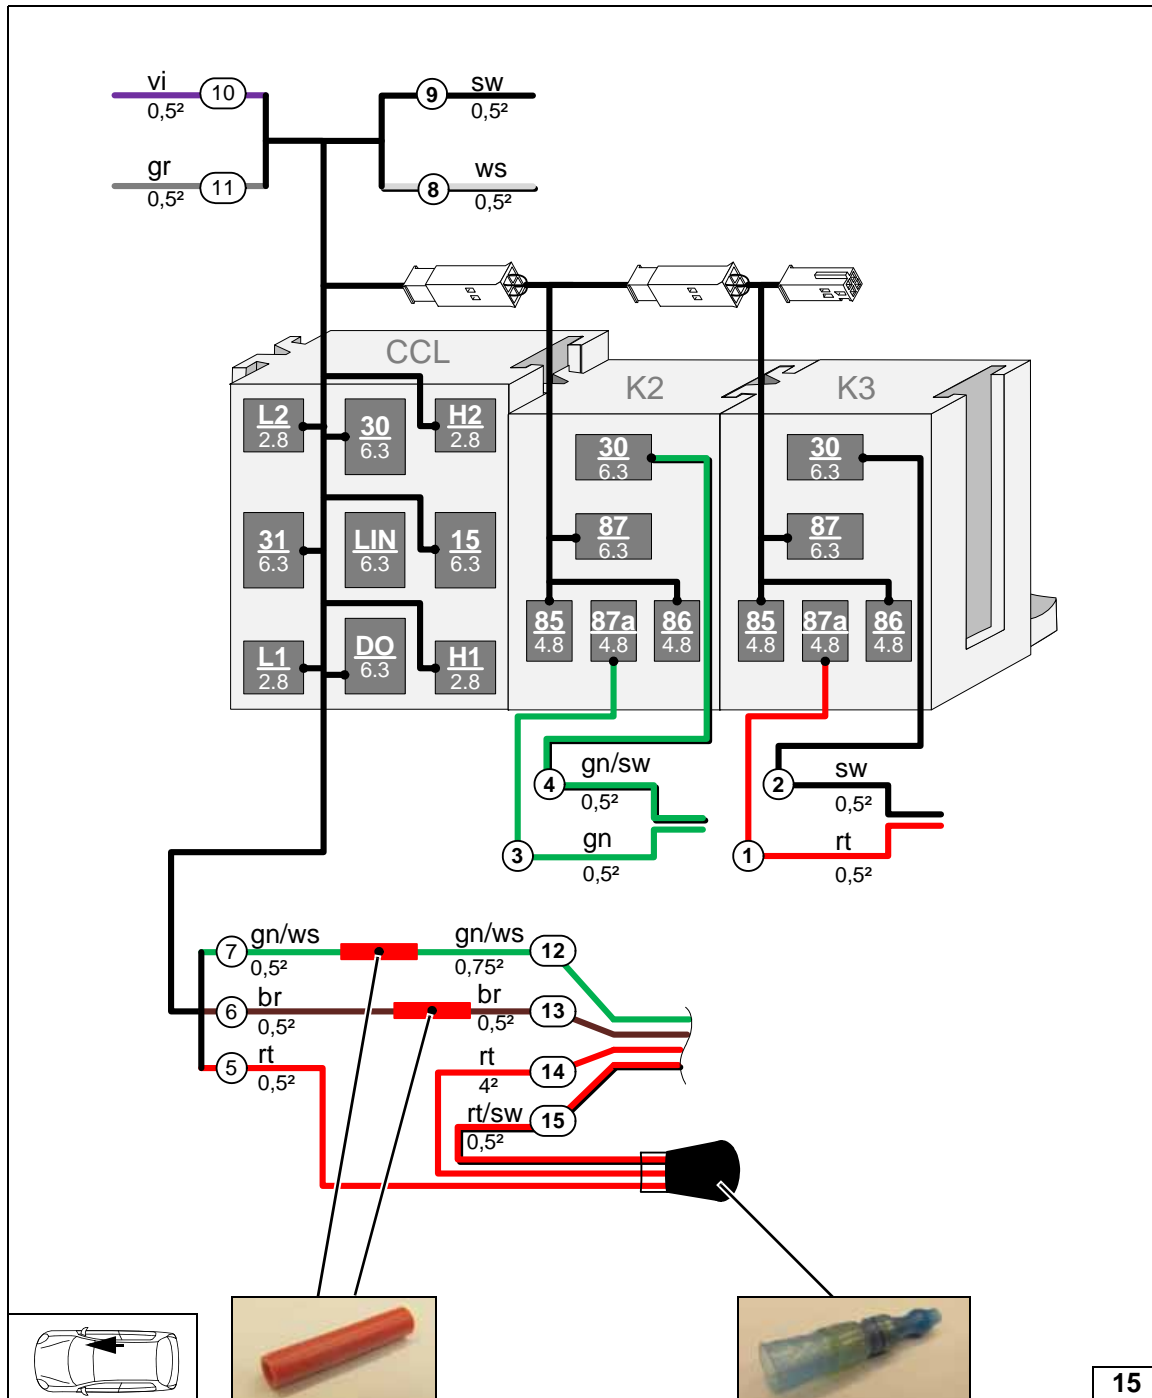 vi 10 9 sw
0,5² 0,5²
gr 11 8 ws
0,5² 0,5²
CCL
K2 K3
L2 2.8
30 6.3
H2 2.8
31 6.3
LIN 6.3
15 6.3
L1 2.8
DO 6.3
H1 2.8
30 6.3
87 6.3
85 4.8
87a 4.8
86 4.8
30 6.3
87 6.3
85 4.8
87a 4.8
86 4.8
4 gn/sw
0,5²
3 gn
0,5²
2 sw
0,5²
1 rt
0,5²
7 gn/ws gn/ws 12
0,5² 0,75²
6 br br 13
0,5² 0,5²
5 rt
0,5²
rt 14
4²
rt/sw 15
0,5²
15